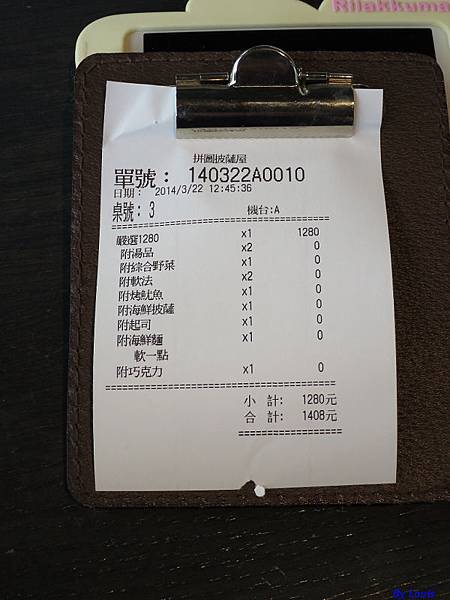 Rilakkuma
拼圖披薩屋
單號： 140322A0010
日期： 2014/3/22 12:45:36
桌號：3 機台:A
嚴選1280 x1 1280
附湯品 x2 0
附綜合野菜 x1 0
附軟法 x2 0
附烤魷魚 x1 0
附海鮮披薩 x1 0
附起司 x1 0
附海鮮麵 x1 0
軟一點
附巧克力 x1 0
小 計: 1280元
合 計: 1408元